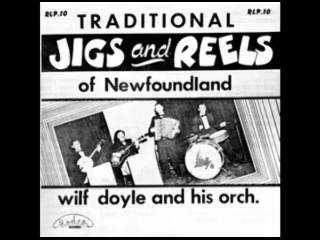 RLP.10 RLP.10
TRADITIONAL
JIGS and REELS
of Newfoundland
wilf doyle and his orch.